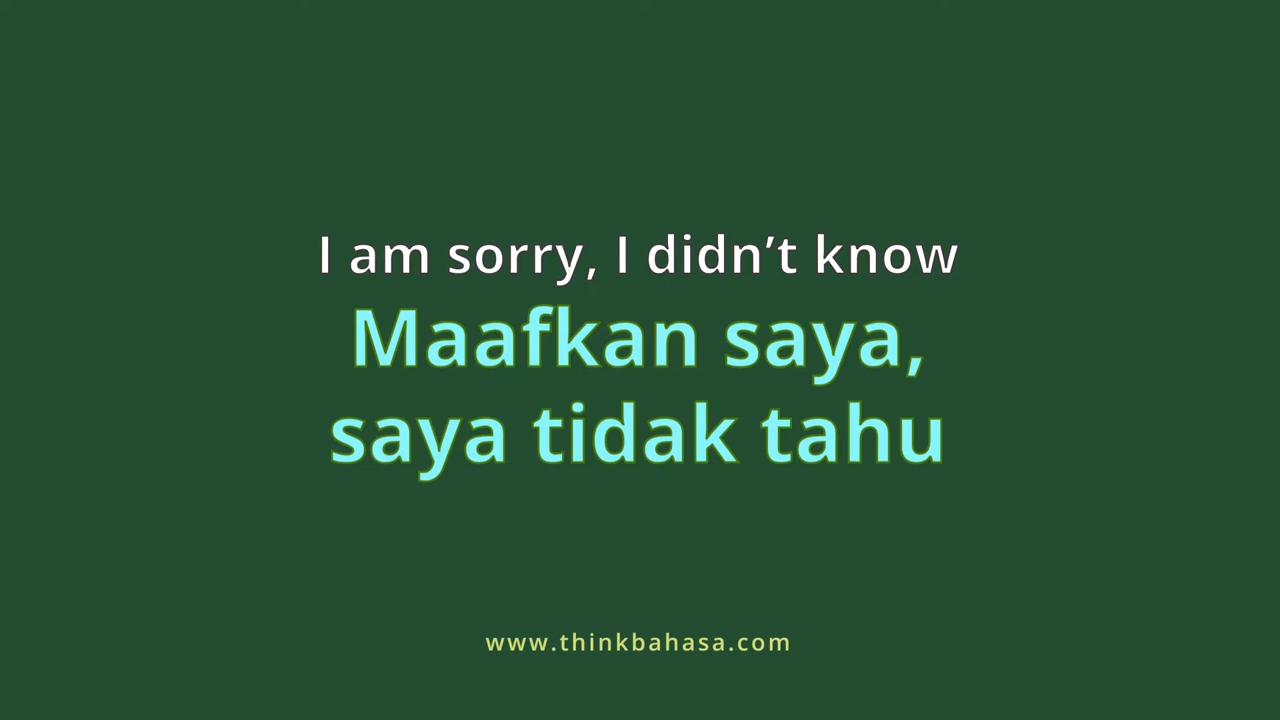 I am sorry, I didn’t know
Maafkan saya,
saya tidak tahu
www.thinkbahasa.com